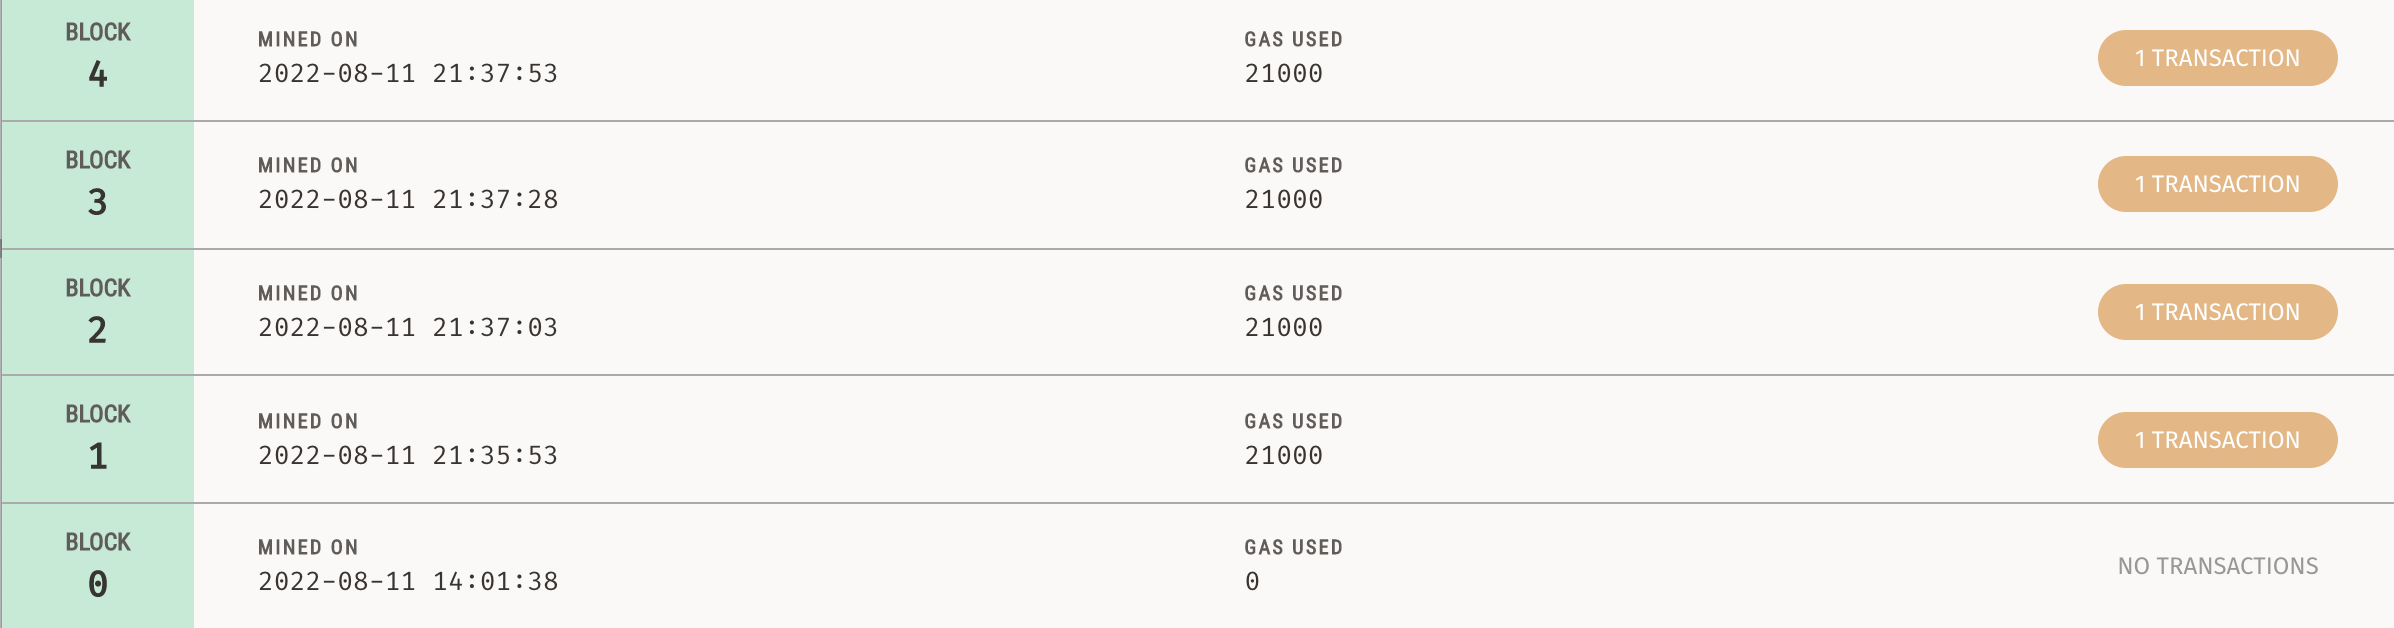 BLOCK
4
MINED ON
2022-08-11 21:37:53
GAS USED
21000
1 TRANSACTION
BLOCK
3
MINED ON
2022-08-11 21:37:28
GAS USED
21000
1 TRANSACTION
BLOCK
2
MINED ON
2022-08-11 21:37:03
GAS USED
21000
1 TRANSACTION
BLOCK
1
MINED ON
2022-08-11 21:35:53
GAS USED
21000
1 TRANSACTION
BLOCK
0
MINED ON
2022-08-11 14:01:38
GAS USED
0
NO TRANSACTIONS